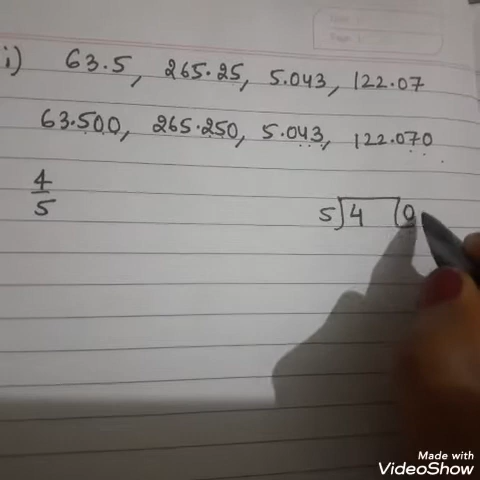 i) 63.5, 265.25, 5.043, 122.07
63.500, 265.250, 5.043, 122.070
4/5
5)4(0
Made with
VideoShow